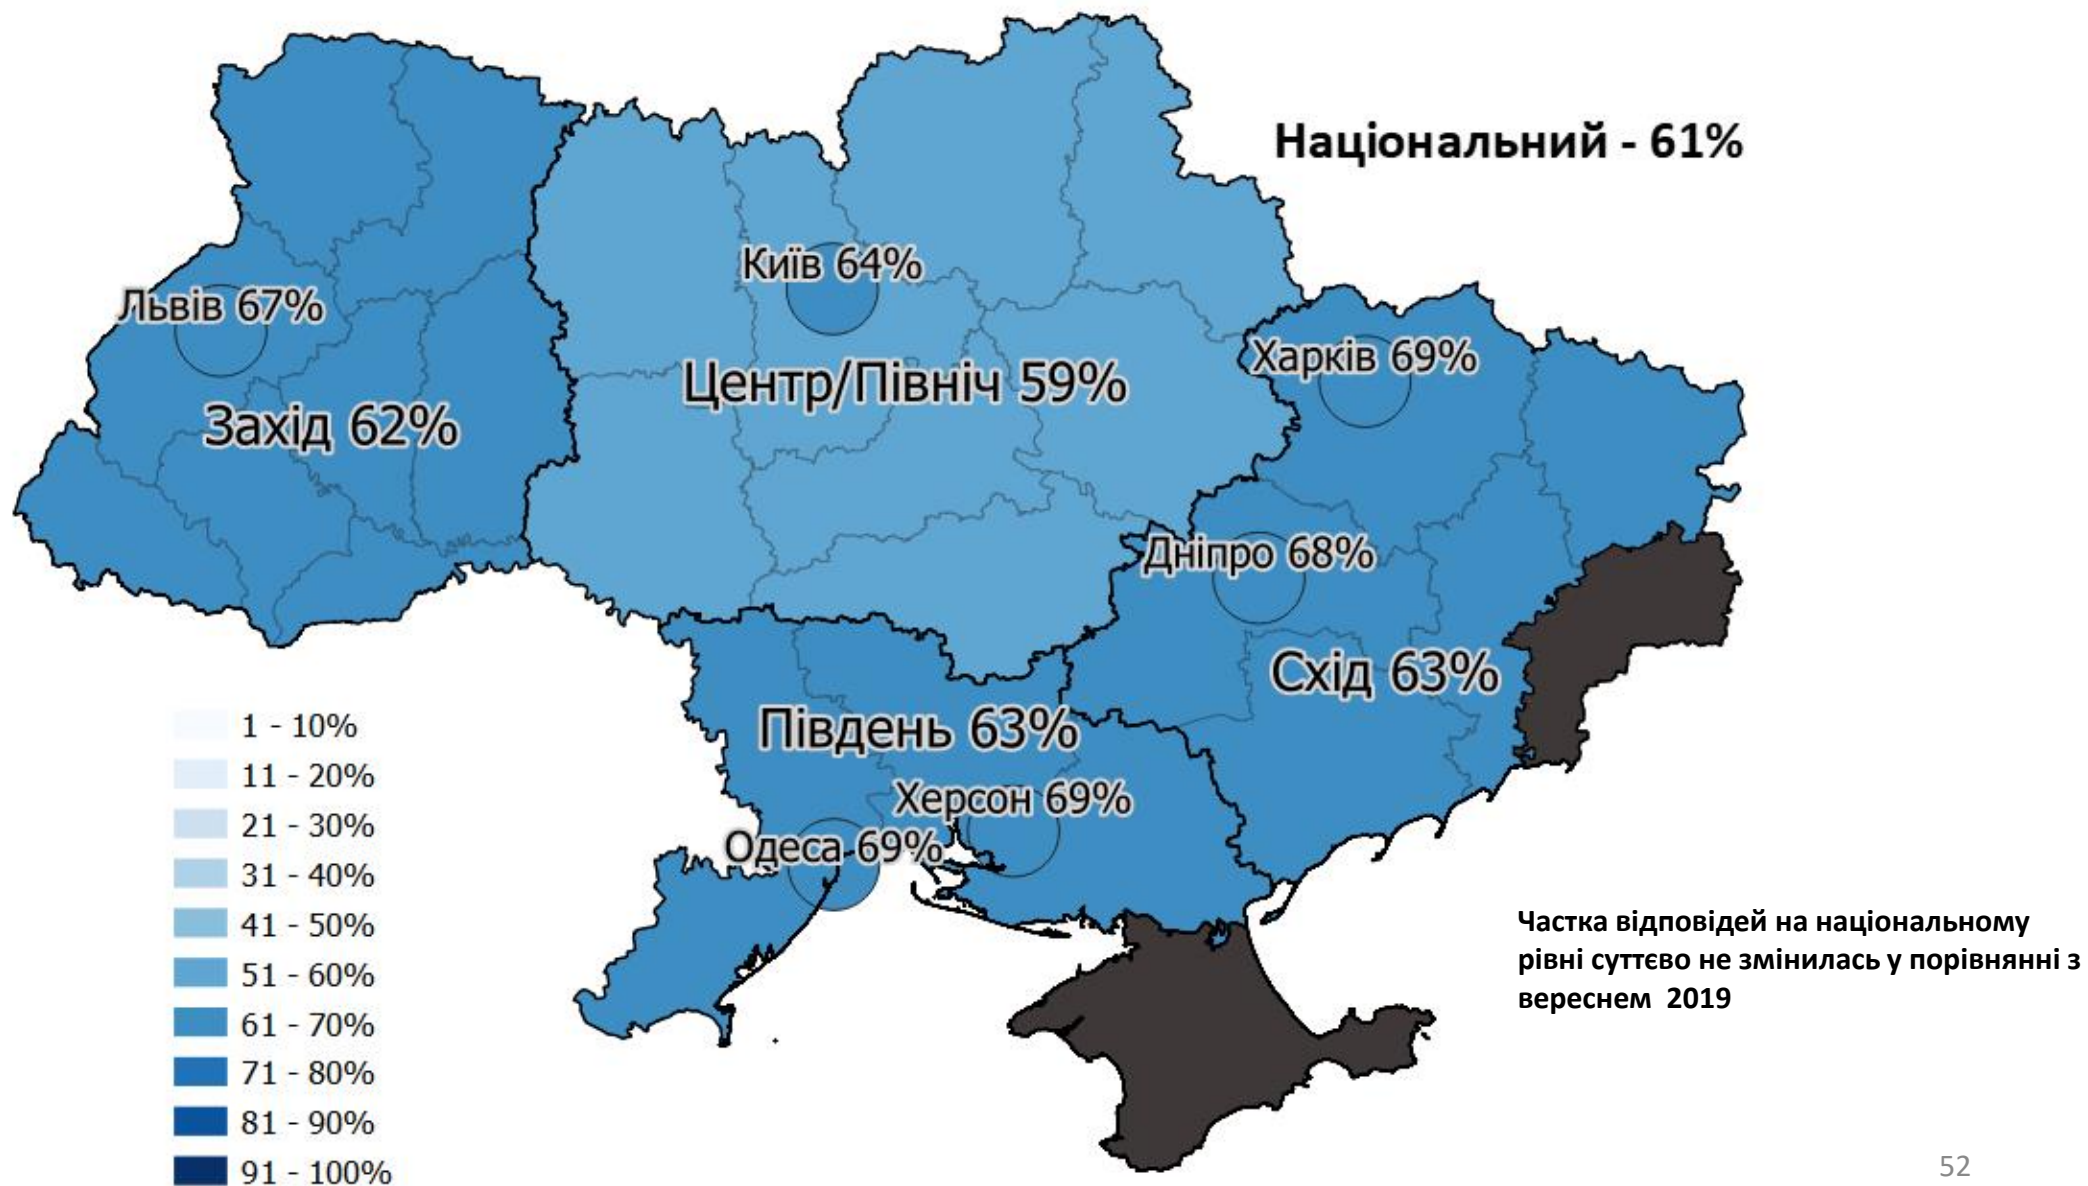 Національний - 61%
Київ 64%
Львів 67%
Харків 69%
Центр/Північ 59%
Захід 62%
Дніпро 68%
Схід 63%
Південь 63%
Херсон 69%
Одеса 69%
1 - 10%
11 - 20%
21 - 30%
31 - 40%
41 - 50%
51 - 60%
61 - 70%
71 - 80%
81 - 90%
91 - 100%
Частка відповідей на національному
рівні суттєво не змінилась у порівнянні з
вереснем 2019
52